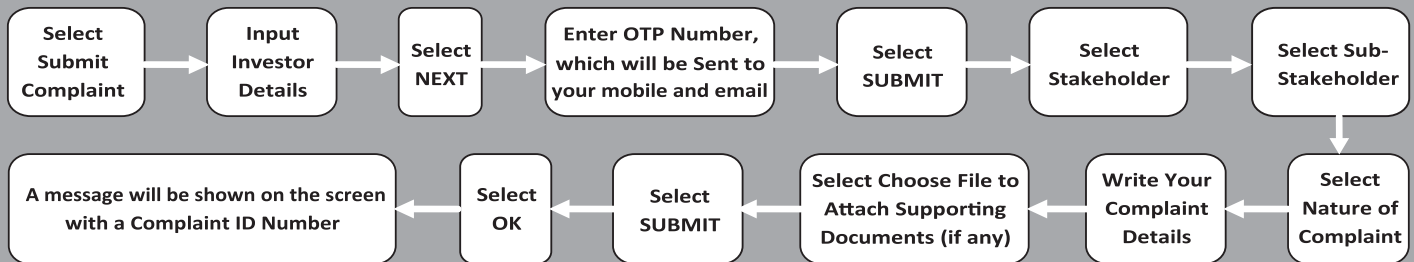 Select
Submit
Complaint
Input
Investor
Details
Select
NEXT
Enter OTP Number,
which will be Sent to
your mobile and email
Select
SUBMIT
Select
Stakeholder
Select Sub-
Stakeholder
Select
Nature of
Complaint
Write Your
Complaint
Details
Select Choose File to
Attach Supporting
Documents (if any)
Select
SUBMIT
Select
OK
A message will be shown on the screen
with a Complaint ID Number